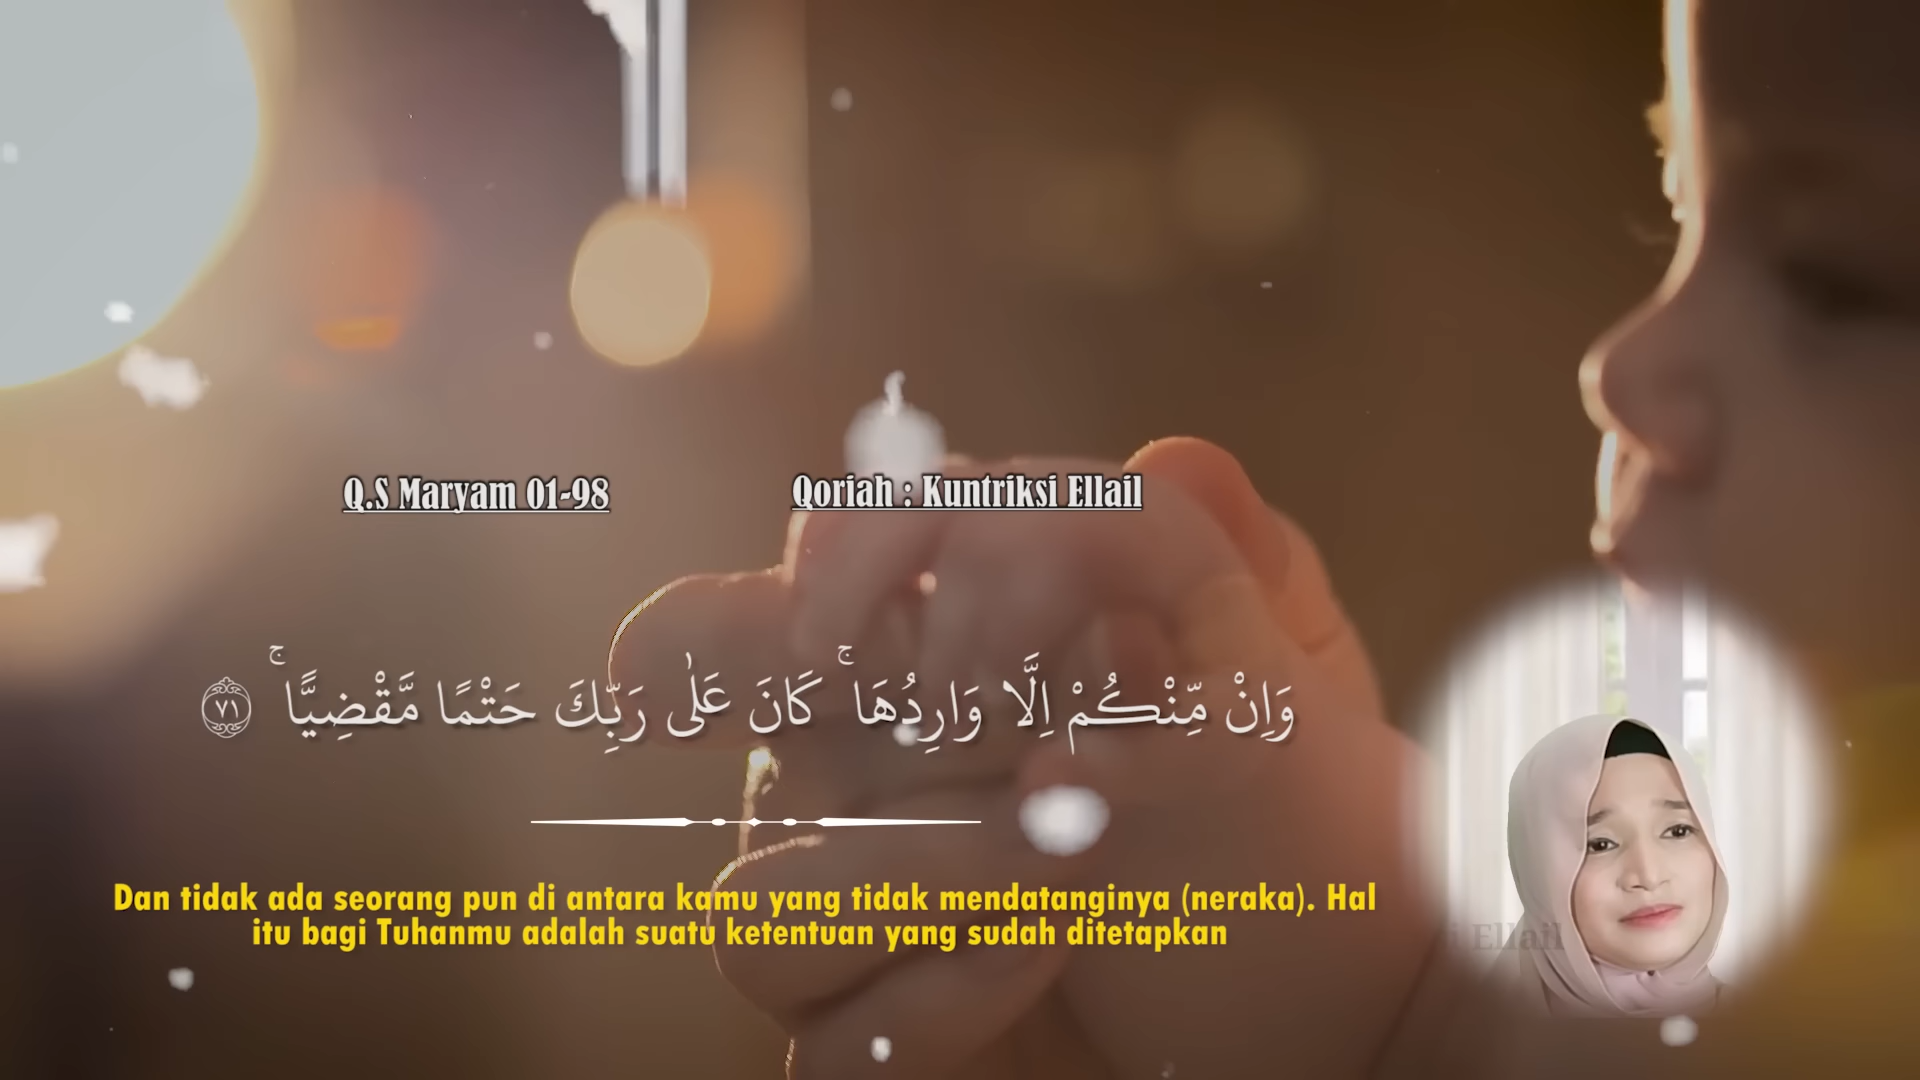 Q.S Maryam 01-98
Qoriah : Kuntriksi Ellail
وَاِنْ مِّنْكُمْ اِلَّا وَارِدُهَا ۚ كَانَ عَلٰى رَبِّكَ حَتْمًا مَّقْضِيًّا ۚ ٧١
Dan tidak ada seorang pun di antara kamu yang tidak mendatanginya (neraka). Hal
itu bagi Tuhanmu adalah suatu ketentuan yang sudah ditetapkan
i Ellail